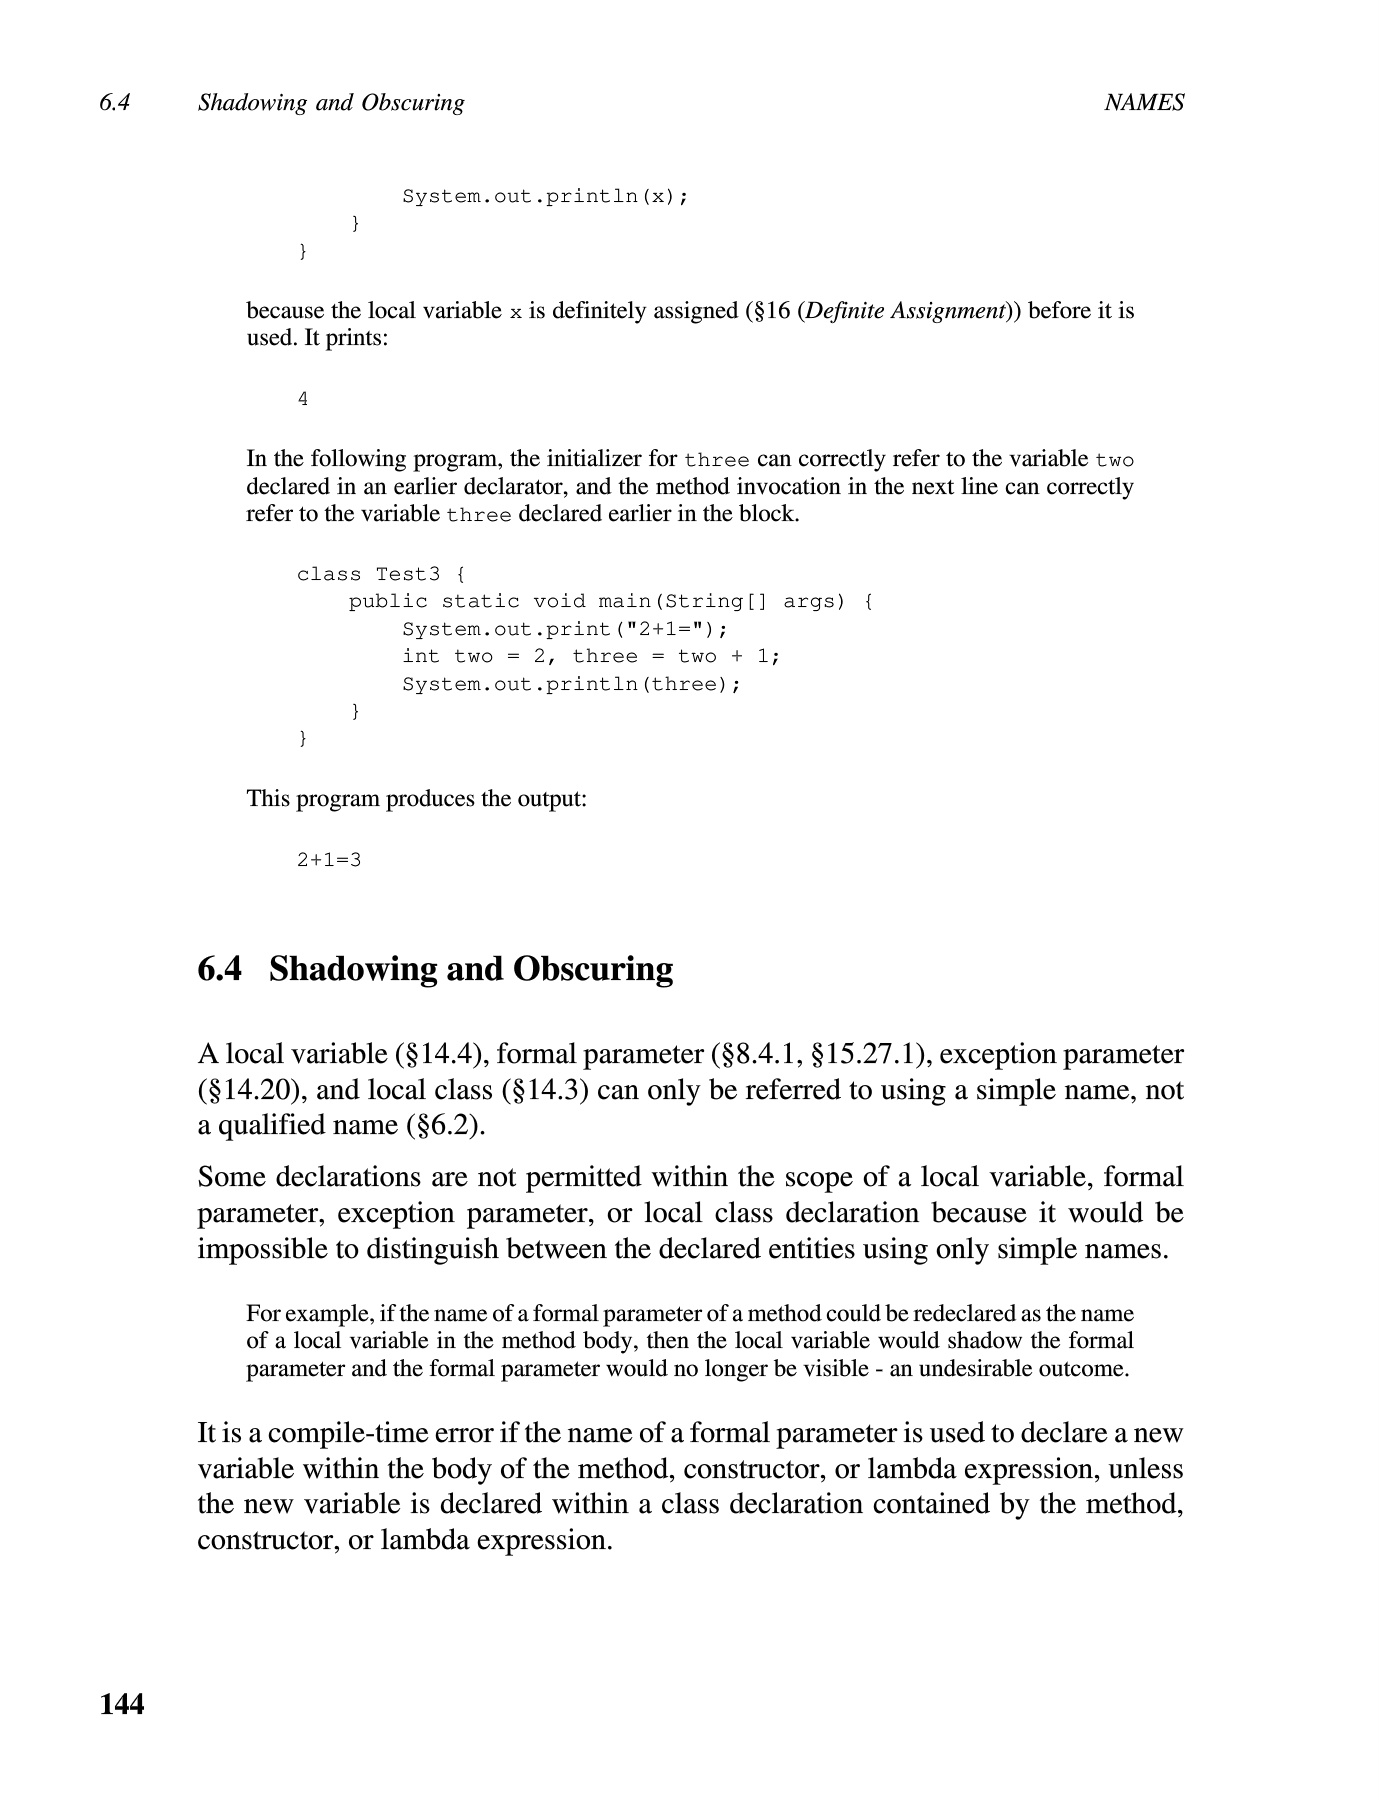 6.4 Shadowing and Obscuring NAMES
System.out.println(x);
}
}
because the local variable x is definitely assigned (§16 (Definite Assignment)) before it is
used. It prints:
4
In the following program, the initializer for three can correctly refer to the variable two
declared in an earlier declarator, and the method invocation in the next line can correctly
refer to the variable three declared earlier in the block.
class Test3 {
public static void main(String[] args) {
System.out.print("2+1=");
int two = 2, three = two + 1;
System.out.println(three);
}
}
This program produces the output:
2+1=3
6.4 Shadowing and Obscuring
A local variable (§14.4), formal parameter (§8.4.1, §15.27.1), exception parameter
(§14.20), and local class (§14.3) can only be referred to using a simple name, not
a qualified name (§6.2).
Some declarations are not permitted within the scope of a local variable, formal
parameter, exception parameter, or local class declaration because it would be
impossible to distinguish between the declared entities using only simple names.
For example, if the name of a formal parameter of a method could be redeclared as the name
of a local variable in the method body, then the local variable would shadow the formal
parameter and the formal parameter would no longer be visible - an undesirable outcome.
It is a compile-time error if the name of a formal parameter is used to declare a new
variable within the body of the method, constructor, or lambda expression, unless
the new variable is declared within a class declaration contained by the method,
constructor, or lambda expression.
144